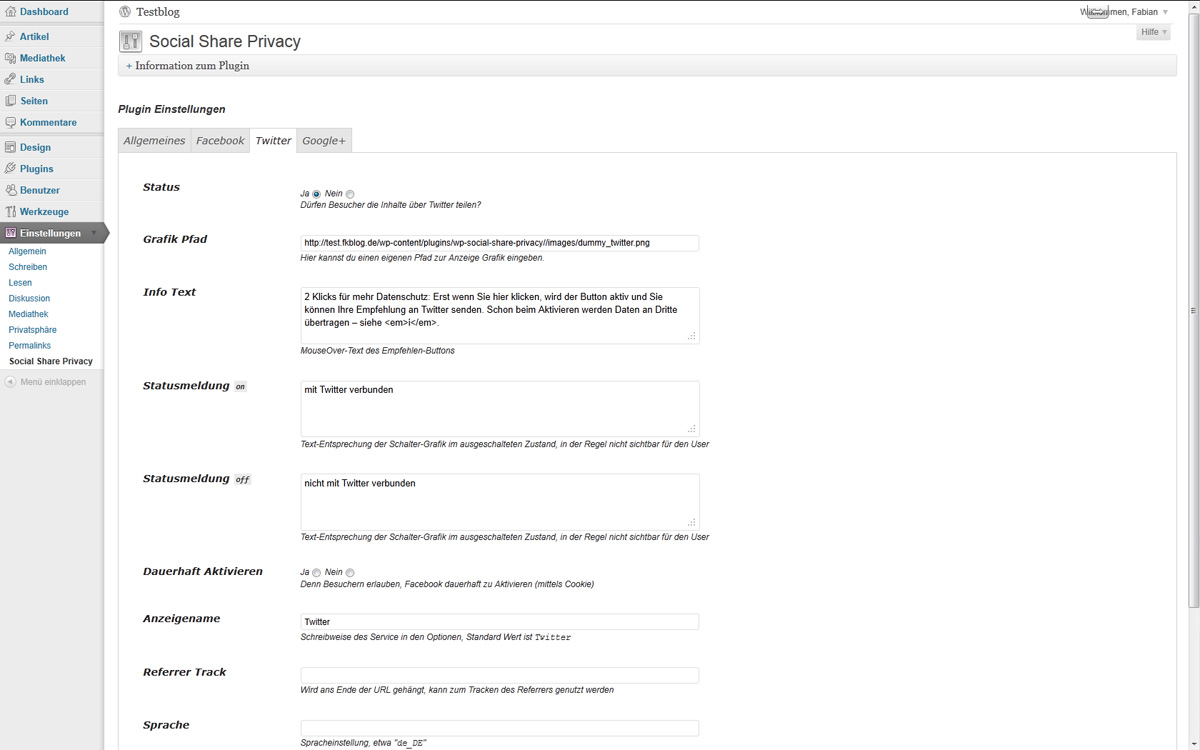 Dashboard
Artikel
Mediathek
Links
Seiten
Kommentare
Design
Plugins
Benutzer
Werkzeuge
Einstellungen
Allgemein
Schreiben
Lesen
Diskussion
Mediathek
Privatsphäre
Permalinks
Social Share Privacy
Menü einklappen
Testblog
men, Fabian
Hilfe
Social Share Privacy
+ Information zum Plugin
Plugin Einstellungen
Allgemeines Facebook Twitter Google+
Status
Ja Nein
Dürfen Besucher die Inhalte über Twitter teilen?
Grafik Pfad
http://test.fkblog.de/wp-content/plugins/wp-social-share-privacy//images/dummy_twitter.png
Hier kannst du einen eigenen Pfad zur Anzeige Grafik eingeben.
Info Text
2 Klicks für mehr Datenschutz: Erst wenn Sie hier klicken, wird der Button aktiv und Sie
können Ihre Empfehlung an Twitter senden. Schon beim Aktivieren werden Daten an Dritte
übertragen – siehe <em>i</em>.
MouseOver-Text des Empfehlen-Buttons
Statusmeldung on
mit Twitter verbunden
Text-Entsprechung der Schalter-Grafik im ausgeschalteten Zustand, in der Regel nicht sichtbar für den User
Statusmeldung off
nicht mit Twitter verbunden
Text-Entsprechung der Schalter-Grafik im ausgeschalteten Zustand, in der Regel nicht sichtbar für den User
Dauerhaft Aktivieren
Ja Nein
Denn Besuchern erlauben, Facebook dauerhaft zu Aktivieren (mittels Cookie)
Anzeigename
Twitter
Schreibweise des Service in den Optionen, Standard Wert ist Twitter
Referrer Track
Wird ans Ende der URL gehängt, kann zum Tracken des Referrers genutzt werden
Sprache
Spracheinstellung, etwa "de_DE"